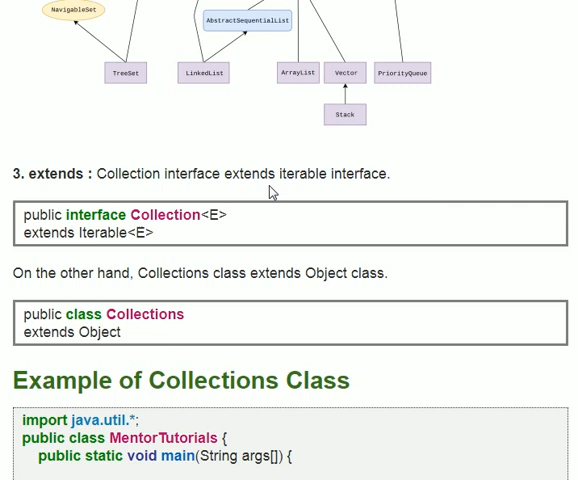 NavigableSet
AbstractSequentialList
TreeSet
LinkedList
ArrayList
Vector
PriorityQueue
Stack
3. extends : Collection interface extends iterable interface.
public interface Collection<E>
extends Iterable<E>
On the other hand, Collections class extends Object class.
public class Collections
extends Object
Example of Collections Class
import java.util.*;
public class MentorTutorials {
public static void main(String args[]) {